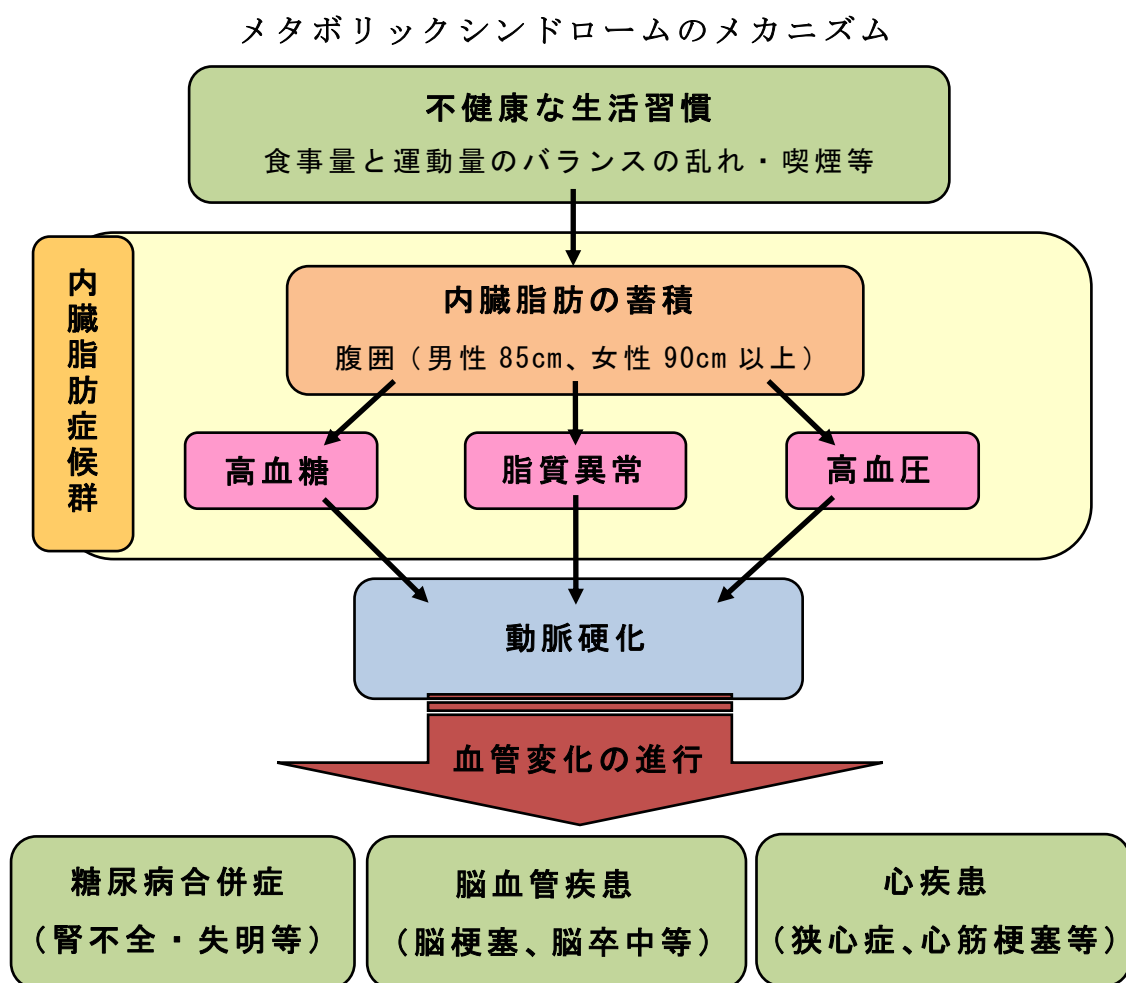 メタボリックシンドロームのメカニズム
不健康な生活習慣
食事量と運動量のバランスの乱れ・喫煙等
内臓脂肪症候群
内臓脂肪の蓄積
腹囲（男性 85cm、女性 90cm 以上）
高血糖
脂質異常
高血圧
動脈硬化
血管変化の進行
糖尿病合併症
（腎不全・失明等）
脳血管疾患
（脳梗塞、脳卒中等）
心疾患
（狭心症、心筋梗塞等）